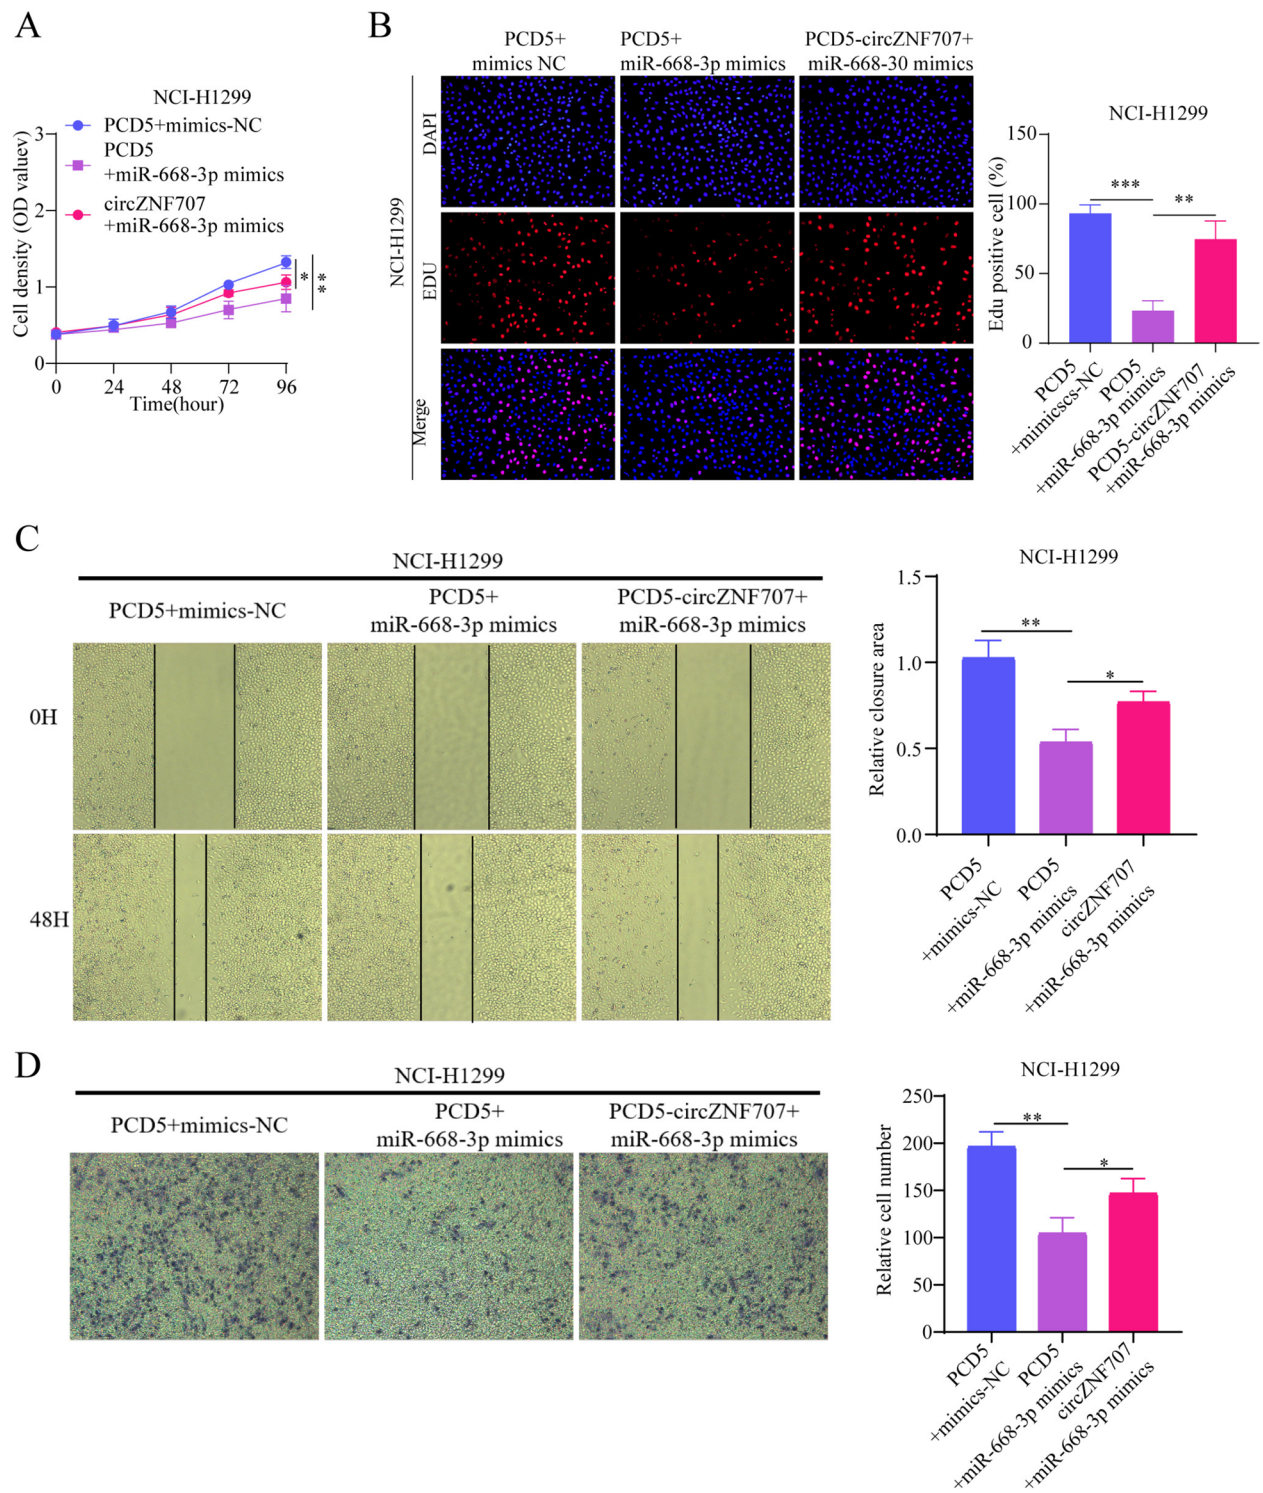 A
NCI-H1299
PCD5+mimics-NC
PCD5
+miR-668-3p mimics
circZNF707
+miR-668-3p mimics
Cell density (OD valuev)
3
2
1
0
*
**
0 24 48 72 96
Time(hour)
B
PCD5+
mimics NC
PCD5+
miR-668-3p mimics
PCD5-circZNF707+
miR-668-30 mimics
NCI-H1299
DAPI
EDU
Merge
NCI-H1299
Edu positive cell (%)
150
100
50
0
***
**
PCD5
+mimicscs-NC
PCD5
+miR-668-3p mimics
PCD5-circZNF707
+miR-668-3p mimics
C
NCI-H1299
PCD5+mimics-NC
PCD5+
miR-668-3p mimics
PCD5-circZNF707+
miR-668-3p mimics
0H
48H
NCI-H1299
Relative closure area
1.5
1.0
0.5
0.0
**
*
PCD5
+mimics-NC
PCD5
+miR-668-3p mimics
circZNF707
+miR-668-3p mimics
D
NCI-H1299
PCD5+mimics-NC
PCD5+
miR-668-3p mimics
PCD5-circZNF707+
miR-668-3p mimics
NCI-H1299
Relative cell number
250
200
150
100
50
0
**
*
PCD5
+mimics-NC
PCD5
+miR-668-3p mimics
circZNF707
+miR-668-3p mimics